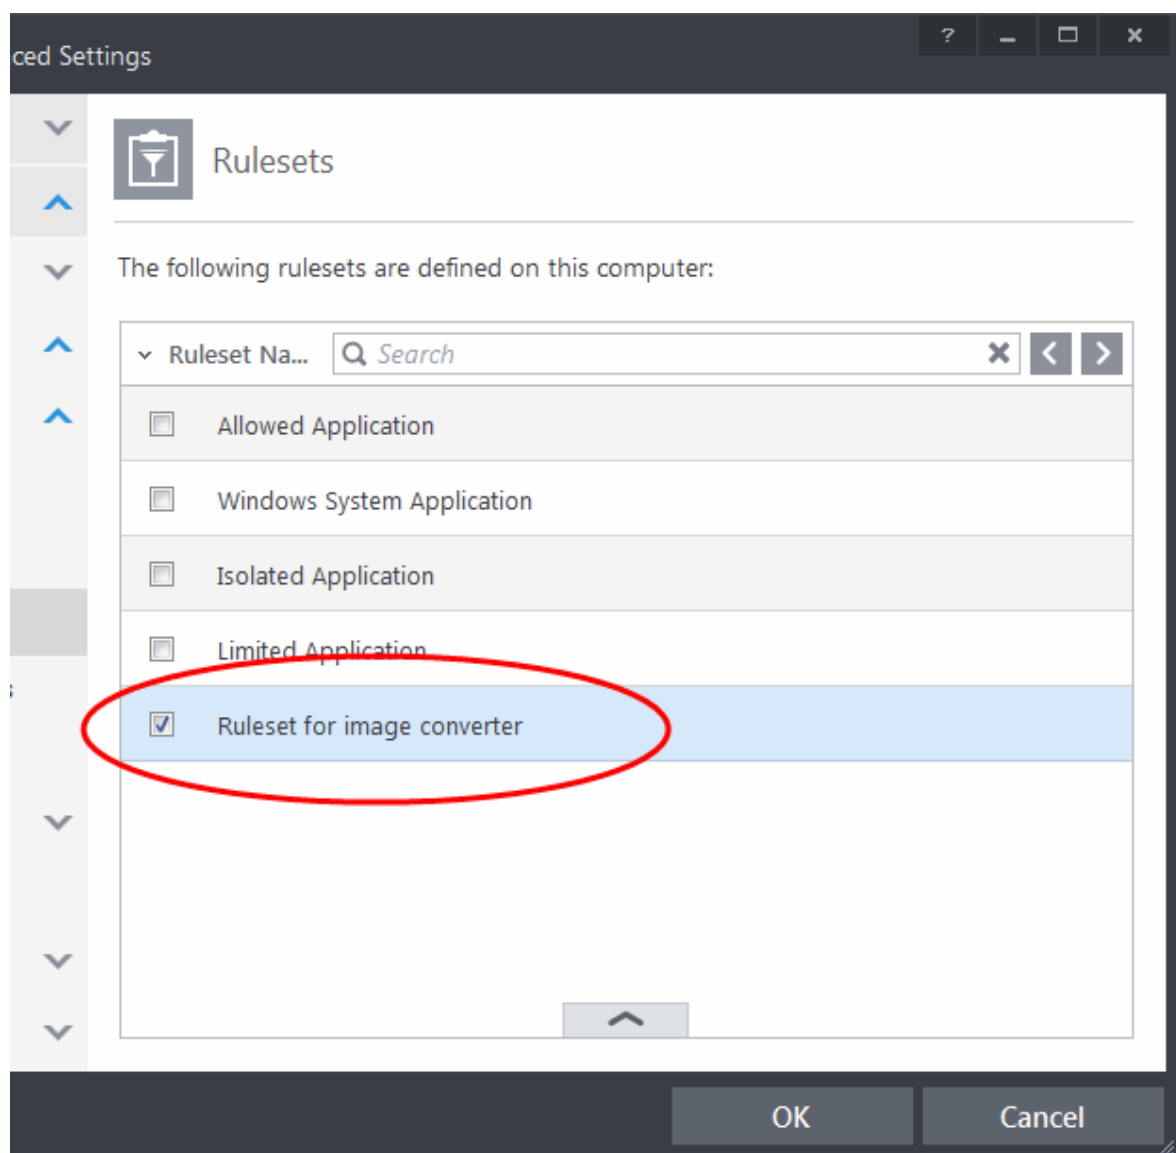 ced Settings
?
Rulesets
The following rulesets are defined on this computer:
Ruleset Na... Search
Allowed Application
Windows System Application
Isolated Application
Limited Application
Ruleset for image converter
OK Cancel